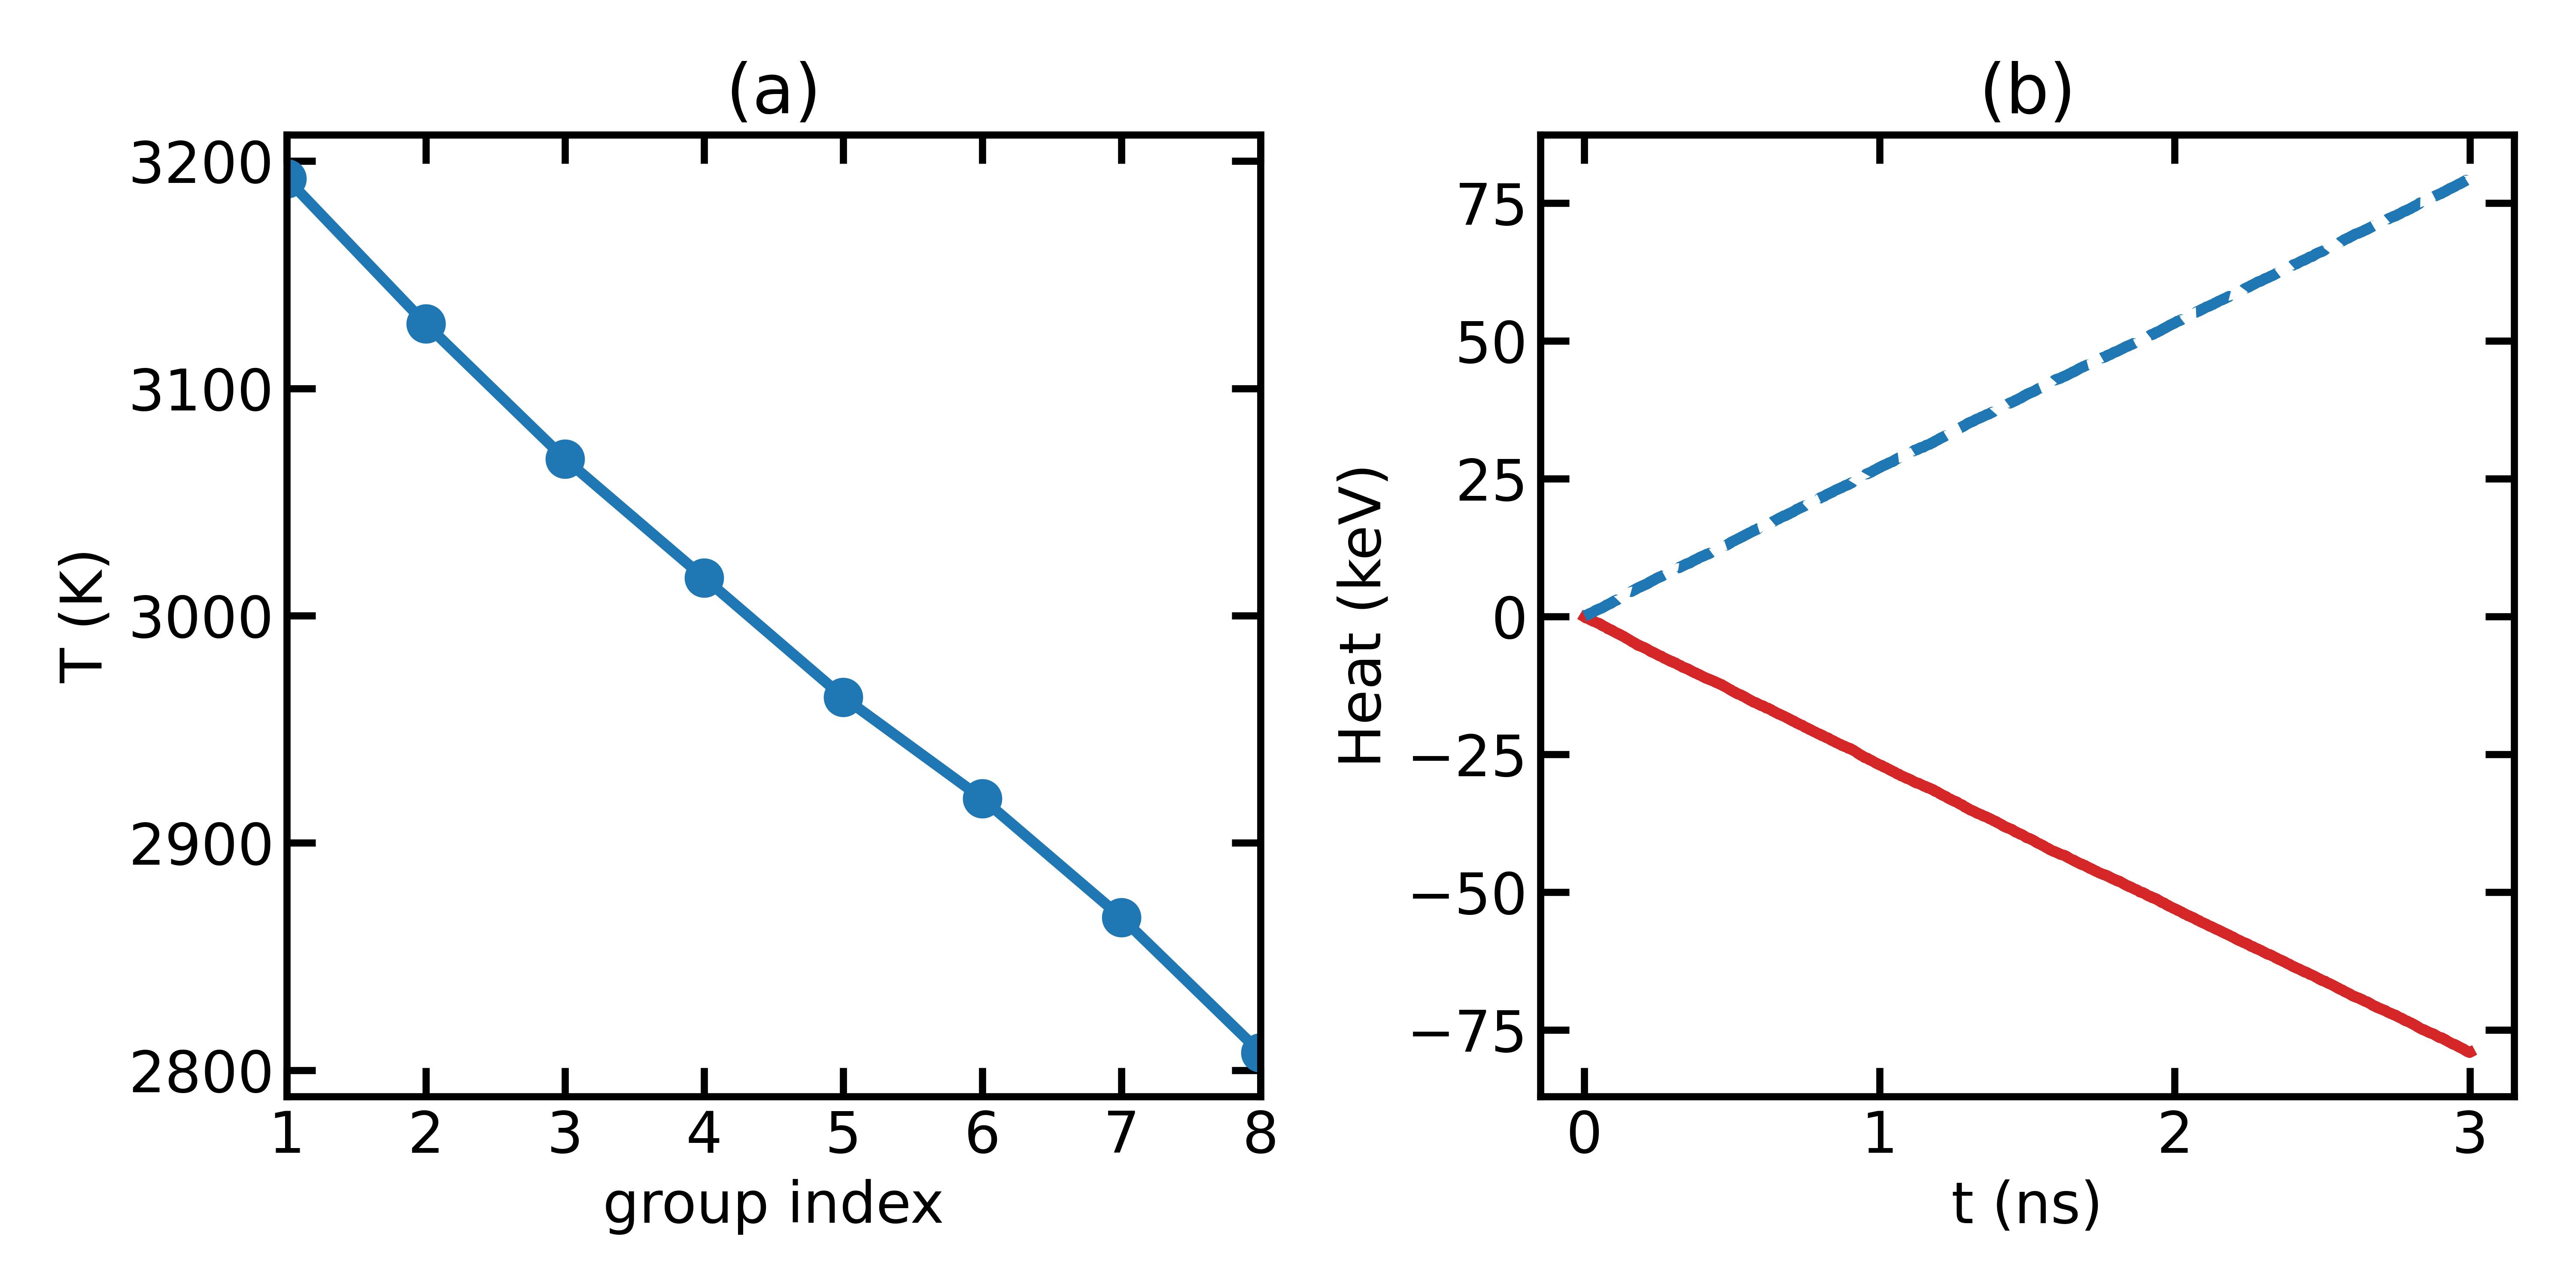 (a)
3200
3100
3000
2900
2800
T (K)
1 2 3 4 5 6 7 8
group index
(b)
75
50
25
0
−25
−50
−75
Heat (keV)
0 1 2 3
t (ns)